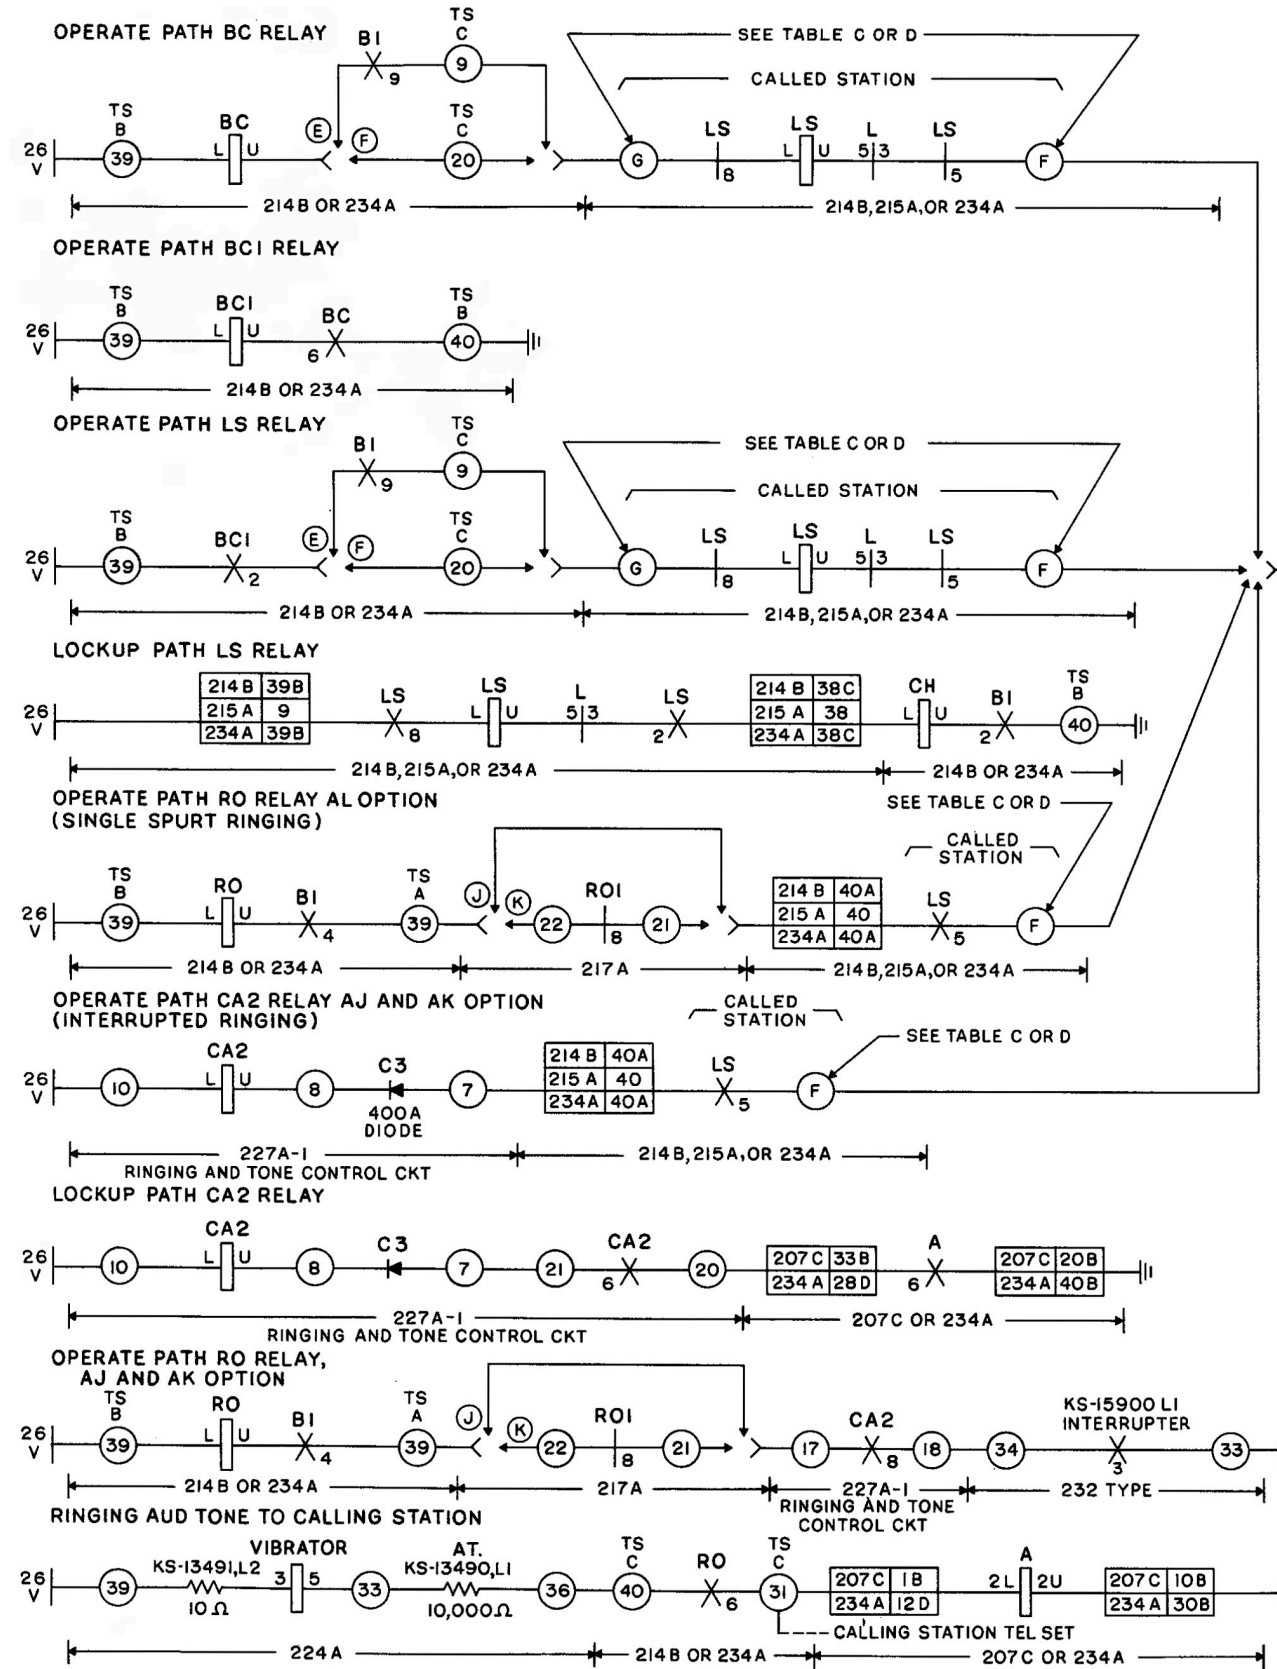 OPERATE PATH BC RELAY
B1
9
TS
C
9
SEE TABLE C OR D
CALLED STATION
26
V
TS
B
39
BC
L U
E
F
TS
C
20
G
LS
8
LS
L U
L
5 3
LS
5
F
214B OR 234A
214B, 215A, OR 234A
OPERATE PATH BC1 RELAY
26
V
TS
B
39
BC1
L U
BC
6
TS
B
40
214B OR 234A
OPERATE PATH LS RELAY
B1
9
TS
C
9
SEE TABLE C OR D
CALLED STATION
26
V
TS
B
39
BC1
2
E
F
TS
C
20
G
LS
8
LS
L U
L
5 3
LS
5
F
214B OR 234A
214B, 215A, OR 234A
LOCKUP PATH LS RELAY
26
V
214B 39B
215A 9
234A 39B
LS
8
LS
L U
L
5 3
LS
2
214B 38C
215A 38
234A 38C
CH
L U
B1
2
TS
B
40
214B, 215A, OR 234A
214B OR 234A
OPERATE PATH RO RELAY AL OPTION
(SINGLE SPURT RINGING)
SEE TABLE C OR D
CALLED
STATION
26
V
TS
B
39
RO
L U
B1
4
TS
A
39
J
K
22
RO1
8
21
214B 40A
215A 40
234A 40A
LS
5
F
214B OR 234A
217A
214B, 215A, OR 234A
OPERATE PATH CA2 RELAY AJ AND AK OPTION
(INTERRUPTED RINGING)
CALLED
STATION
SEE TABLE C OR D
26
V
10
CA2
L U
8
C3
400A
DIODE
7
214B 40A
215A 40
234A 40A
LS
5
F
227A-1
RINGING AND TONE CONTROL CKT
214B, 215A, OR 234A
LOCKUP PATH CA2 RELAY
26
V
10
CA2
L U
8
C3
7
21
CA2
6
20
207C 33B
234A 28D
A
6
207C 20B
234A 40B
227A-1
RINGING AND TONE CONTROL CKT
207C OR 234A
OPERATE PATH RO RELAY,
AJ AND AK OPTION
26
V
TS
B
39
RO
L U
B1
4
TS
A
39
J
K
22
RO1
8
21
17
CA2
8
18
34
KS-15900 L1
INTERRUPTER
3
33
214B OR 234A
217A
227A-1
RINGING AND TONE
CONTROL CKT
232 TYPE
RINGING AUD TONE TO CALLING STATION
26
V
39
KS-13491, L2
10Ω
VIBRATOR
3 5
33
AT.
KS-13490, L1
10,000Ω
36
TS
C
40
RO
6
TS
C
31
207C 1B
234A 12D
A
2L 2U
207C 10B
234A 30B
CALLING STATION TEL SET
224A
214B OR 234A
207C OR 234A